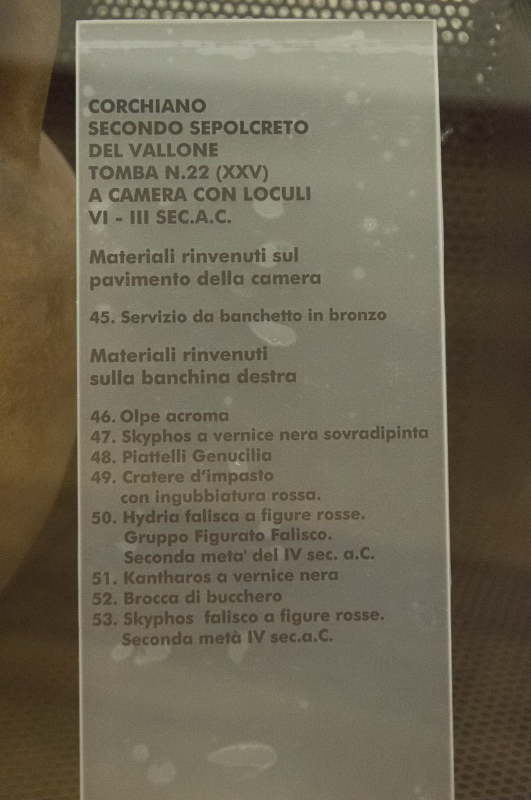 CORCHIANO
SECONDO SEPOLCRETO
DEL VALLONE
TOMBA N.22 (XXV)
A CAMERA CON LOCULI
VI - III SEC.A.C.
Materiali rinvenuti sul
pavimento della camera
45. Servizio da banchetto in bronzo
Materiali rinvenuti
sulla banchina destra
46. Olpe acroma
47. Skyphos a vernice nera sovradipinta
48. Piattelli Genucilia
49. Cratere d'impasto
con ingubbiatura rossa.
50. Hydria falisca a figure rosse.
Gruppo Figurato Falisco.
Seconda meta' del IV sec. a.C.
51. Kantharos a vernice nera
52. Brocca di bucchero
53. Skyphos falisco a figure rosse.
Seconda metà IV sec.a.C.